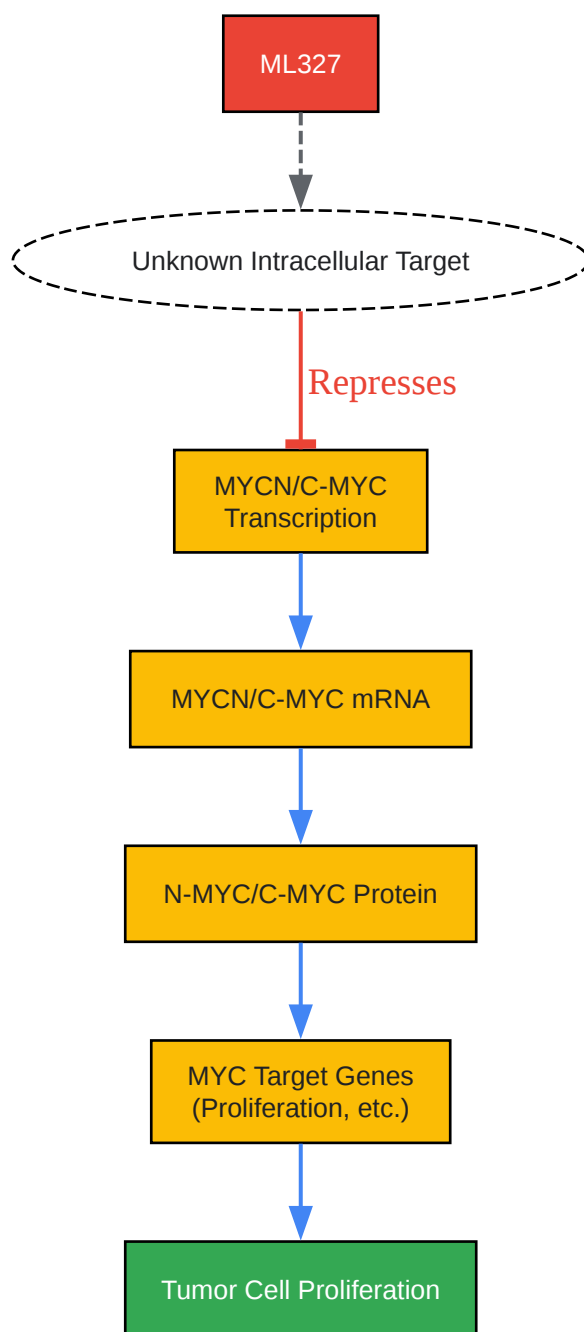 ML327
Unknown Intracellular Target
Represses
MYCN/C-MYC
Transcription
MYCN/C-MYC mRNA
N-MYC/C-MYC Protein
MYC Target Genes
(Proliferation, etc.)
Tumor Cell Proliferation